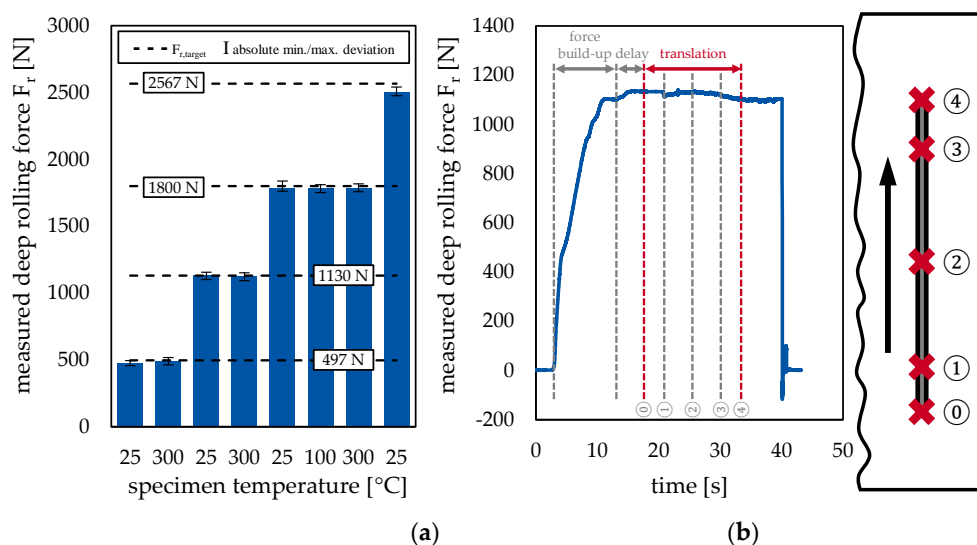 measured deep rolling force Fr [N]
3000
2500
2000
1500
1000
500
0
Fr,target I absolute min./max. deviation
2567 N
1800 N
1130 N
497 N
25 300 25 300 25 100 300 25
specimen temperature [°C]
(a)
measured deep rolling force Fr [N]
1400
1200
1000
800
600
400
200
0
-200
force
build-up delay translation
⓪ ① ② ③ ④
0 10 20 30 40 50
time [s]
(b)
④
③
②
①
⓪